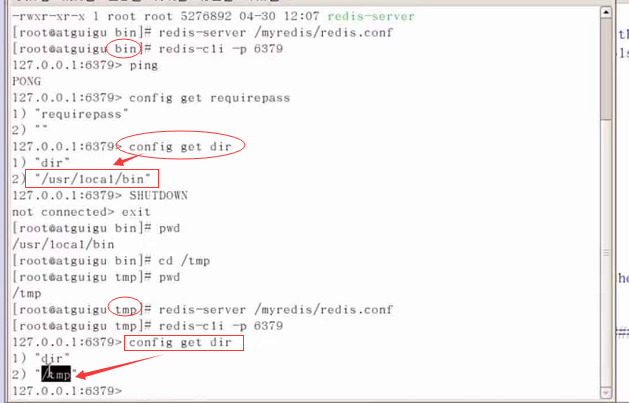 -rwxr-xr-x 1 root root 5276892 04-30 12:07 redis-server
[root@atguigu bin]# redis-server /myredis/redis.conf
[root@atguigu bin]# redis-cli -p 6379
127.0.0.1:6379> ping
PONG
127.0.0.1:6379> config get requirepass
1) "requirepass"
2) ""
127.0.0.1:6379> config get dir
1) "dir"
2) "/usr/local/bin"
127.0.0.1:6379> SHUTDOWN
not connected> exit
[root@atguigu bin]# pwd
/usr/local/bin
[root@atguigu bin]# cd /tmp
[root@atguigu tmp]# pwd
/tmp
[root@atguigu tmp]# redis-server /myredis/redis.conf
[root@atguigu tmp]# redis-cli -p 6379
127.0.0.1:6379> config get dir
1) "dir"
2) "/tmp"
127.0.0.1:6379>